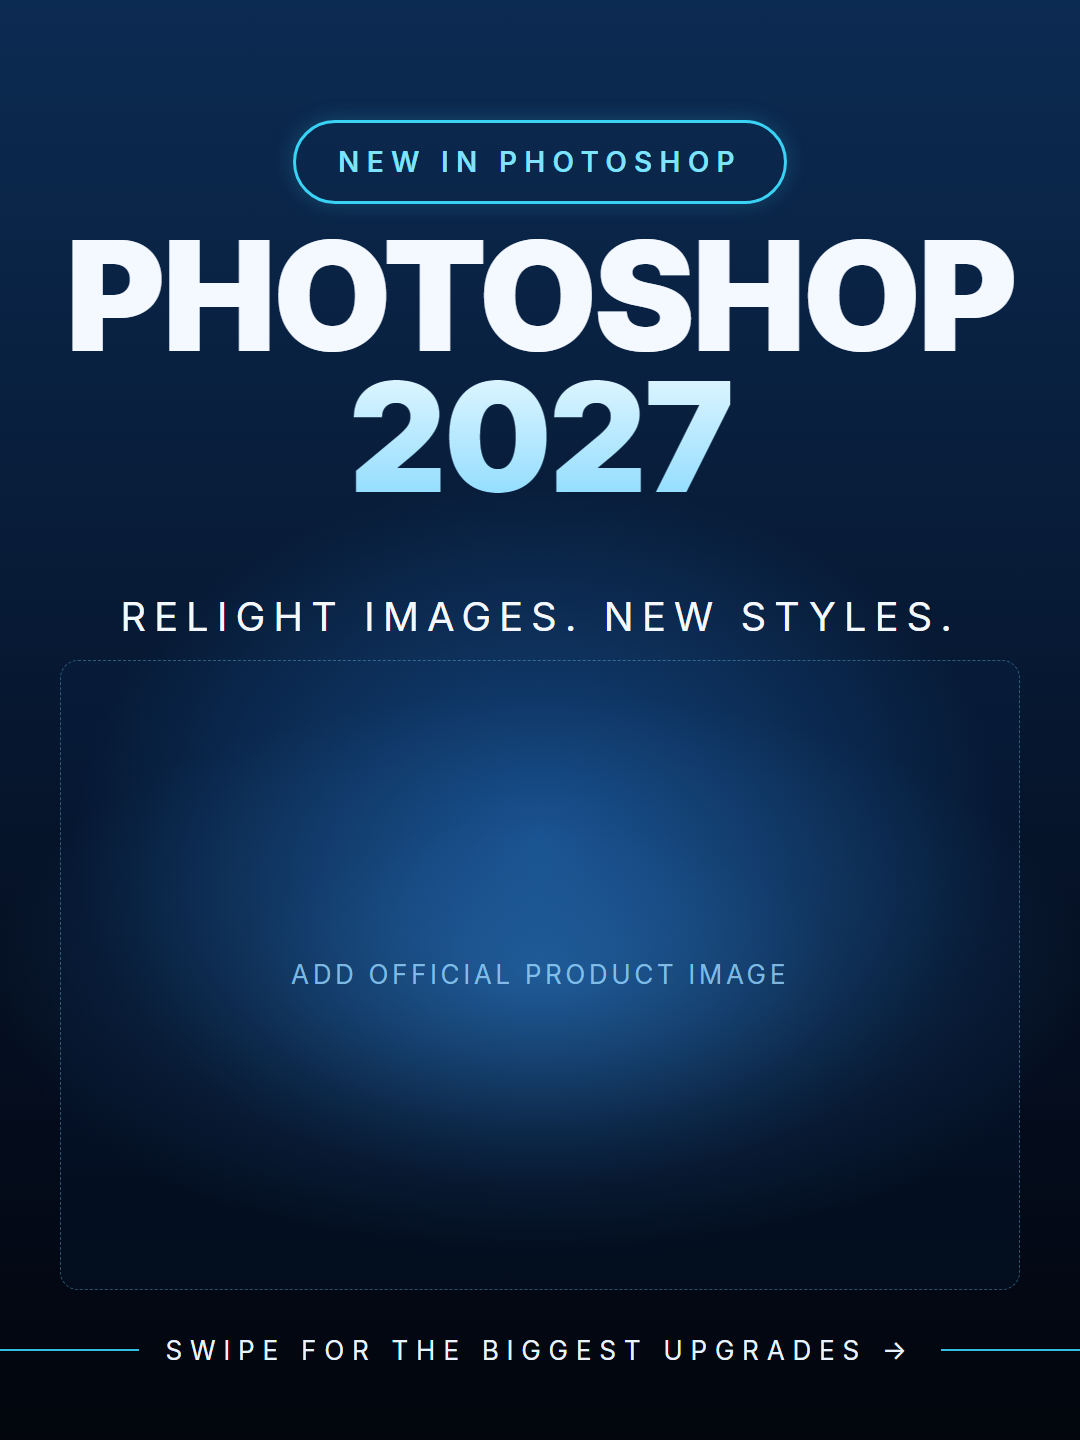 NEW IN PHOTOSHOP
PHOTOSHOP
2027
RELIGHT IMAGES. NEW STYLES.
ADD OFFICIAL PRODUCT IMAGE
SWIPE FOR THE BIGGEST UPGRADES →